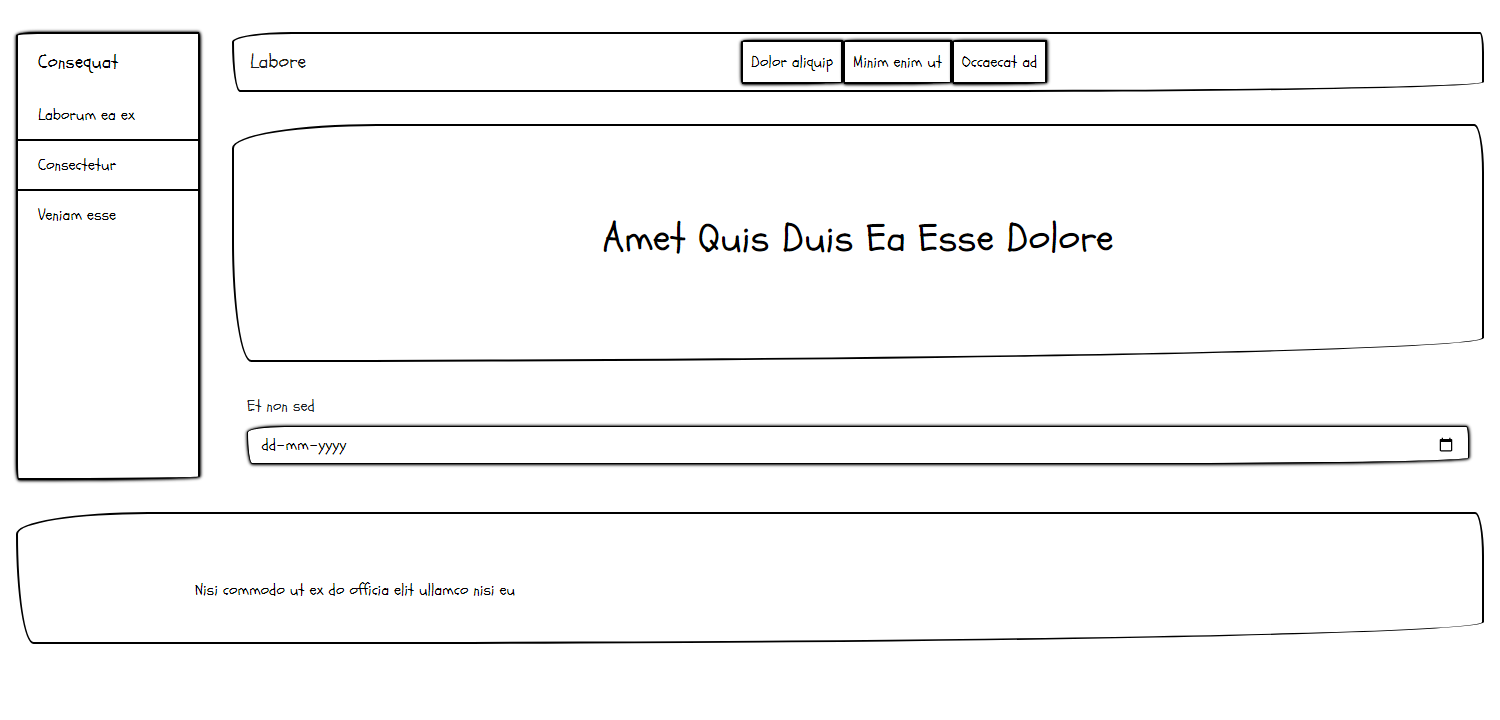 Consequat
Laborum ea ex
Consectetur
Veniam esse
Labore
Dolor aliquip
Minim enim ut
Occaecat ad
Amet Quis Duis Ea Esse Dolore
Et non sed
dd-mm-yyyy
Nisi commodo ut ex do officia elit ullamco nisi eu